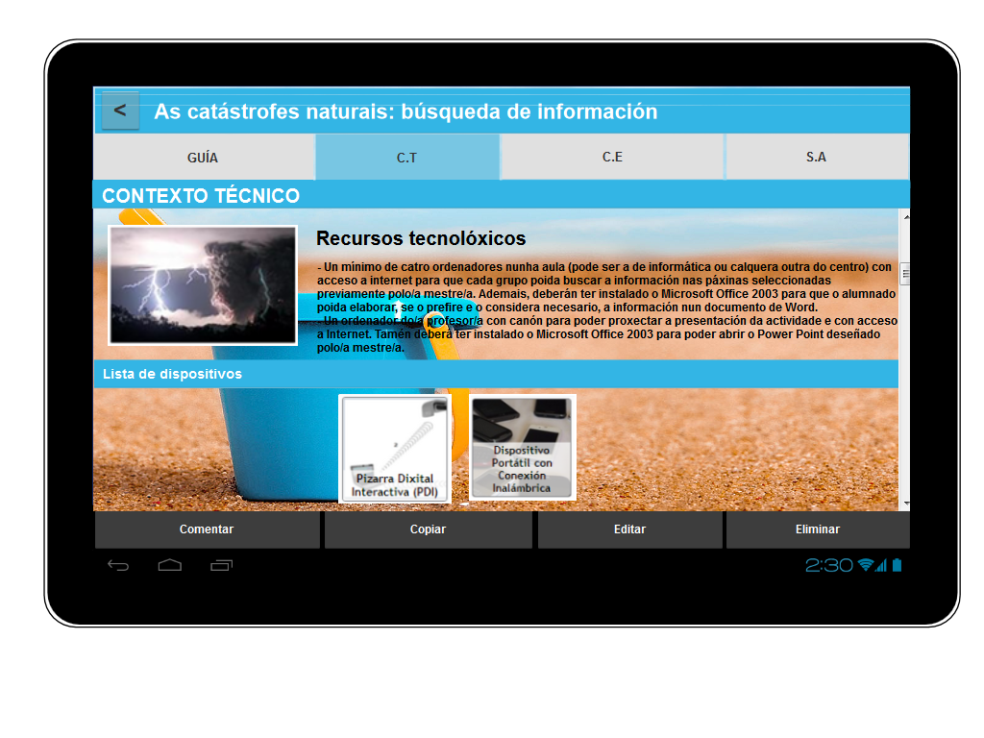 < As catástrofes naturais: búsqueda de información
GUÍA C.T C.E S.A
CONTEXTO TÉCNICO
Recursos tecnolóxicos
- Un mínimo de catro ordenadores nunha aula (pode ser a de informática ou calquera outra do centro) con
acceso a internet para que cada grupo poida buscar a información nas páxinas seleccionadas
previamente polo/a mestre/a. Ademais, deberán ter instalado o Microsoft Office 2003 para que o alumnado
poida elaborar, se o prefire e o considera necesario, a información nun documento de Word.
- Un ordenador do/a profesor/a con canón para poder proxectar a presentación da actividade e con acceso
a Internet. Tamén deberá ter instalado o Microsoft Office 2003 para poder abrir o Power Point deseñado
polo/a mestre/a.
Lista de dispositivos
Pizarra Dixital
Interactiva (PDI)
Dispositivo
Portátil con
Conexión
Inalámbrica
Comentar Copiar Editar Eliminar
2:30